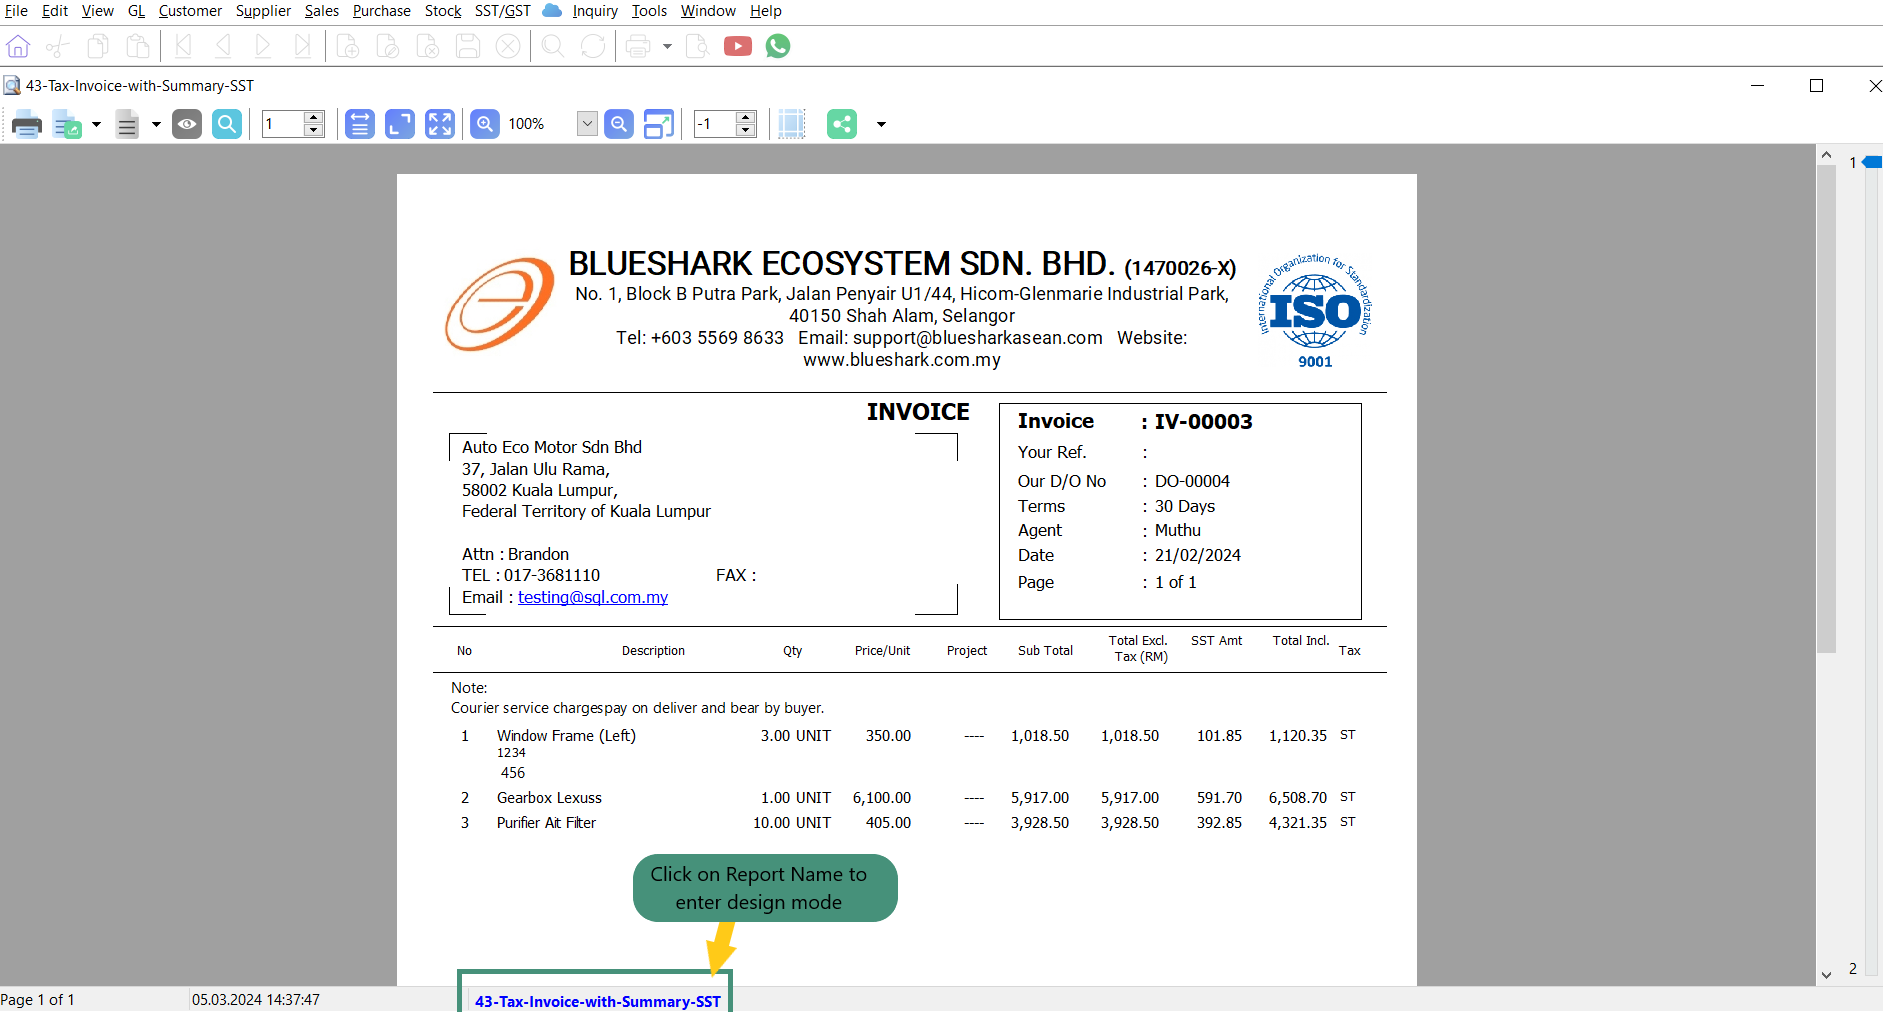 File Edit View GL Customer Supplier Sales Purchase Stock SST/GST Inquiry Tools Window Help
43-Tax-Invoice-with-Summary-SST
1 100% -1
1
BLUESHARK ECOSYSTEM SDN. BHD. (1470026-X)
No. 1, Block B Putra Park, Jalan Penyair U1/44, Hicom-Glenmarie Industrial Park,
40150 Shah Alam, Selangor
Tel: +603 5569 8633 Email: support@bluesharkasean.com Website:
www.blueshark.com.my
International Organization for Standardization
ISO
9001
INVOICE
Auto Eco Motor Sdn Bhd
37, Jalan Ulu Rama,
58002 Kuala Lumpur,
Federal Territory of Kuala Lumpur
Attn : Brandon
TEL : 017-3681110 FAX :
Email : testing@sql.com.my
Invoice : IV-00003
Your Ref. :
Our D/O No : DO-00004
Terms : 30 Days
Agent : Muthu
Date : 21/02/2024
Page : 1 of 1
No Description Qty Price/Unit Project Sub Total Total Excl. Tax (RM) SST Amt Total Incl. Tax
Note:
Courier service chargespay on deliver and bear by buyer.
1 Window Frame (Left) 3.00 UNIT 350.00 ---- 1,018.50 1,018.50 101.85 1,120.35 ST
1234
456
2 Gearbox Lexuss 1.00 UNIT 6,100.00 ---- 5,917.00 5,917.00 591.70 6,508.70 ST
3 Purifier Ait Filter 10.00 UNIT 405.00 ---- 3,928.50 3,928.50 392.85 4,321.35 ST
Click on Report Name to
enter design mode
2
Page 1 of 1 05.03.2024 14:37:47 43-Tax-Invoice-with-Summary-SST